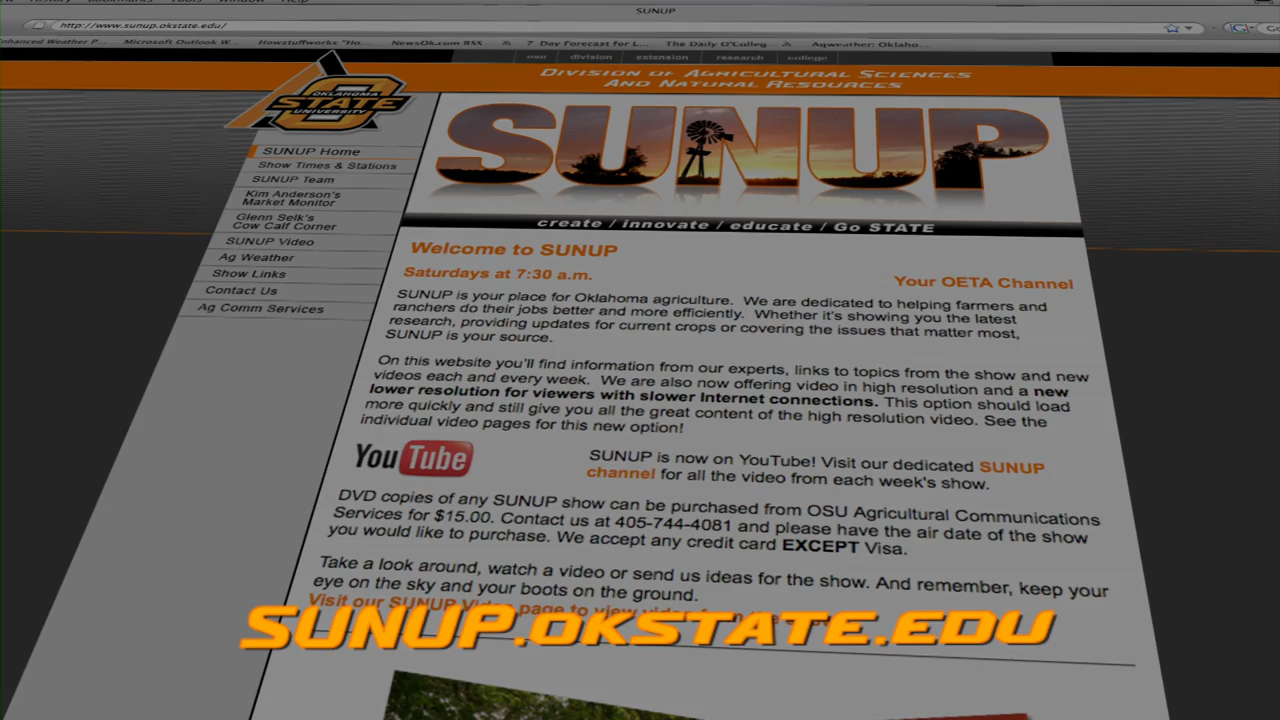 History Bookmarks Tools Window Help
SUNUP
http://www.sunup.okstate.edu/
Enhanced Weather P... Microsoft Outlook W... Howstuffworks "Ho... NewsOk.com RSS 7 Day Forecast for L... The Daily O'Colleg Agweather: Oklaho...
osu division extension research college
Division of Agricultural Sciences
And Natural Resources
OKLAHOMA
STATE
UNIVERSITY
SUNUP
create / innovate / educate / Go STATE
SUNUP Home
Show Times & Stations
SUNUP Team
Kim Anderson's
Market Monitor
Glenn Selk's
Cow Calf Corner
SUNUP Video
Ag Weather
Show Links
Contact Us
Ag Comm Services
Welcome to SUNUP
Saturdays at 7:30 a.m. Your OETA Channel
SUNUP is your place for Oklahoma agriculture. We are dedicated to helping farmers and
ranchers do their jobs better and more efficiently. Whether it's showing you the latest
research, providing updates for current crops or covering the issues that matter most,
SUNUP is your source.
On this website you'll find information from our experts, links to topics from the show and new
videos each and every week. We are also now offering video in high resolution and a new
lower resolution for viewers with slower Internet connections. This option should load
more quickly and still give you all the great content of the high resolution video. See the
individual video pages for this new option!
YouTube
SUNUP is now on YouTube! Visit our dedicated SUNUP
channel for all the video from each week's show.
DVD copies of any SUNUP show can be purchased from OSU Agricultural Communications
Services for $15.00. Contact us at 405-744-4081 and please have the air date of the show
you would like to purchase. We accept any credit card EXCEPT Visa.
Take a look around, watch a video or send us ideas for the show. And remember, keep your
eye on the sky and your boots on the ground.
Visit our SUNUP Video page to view
SUNUP.OKSTATE.EDU